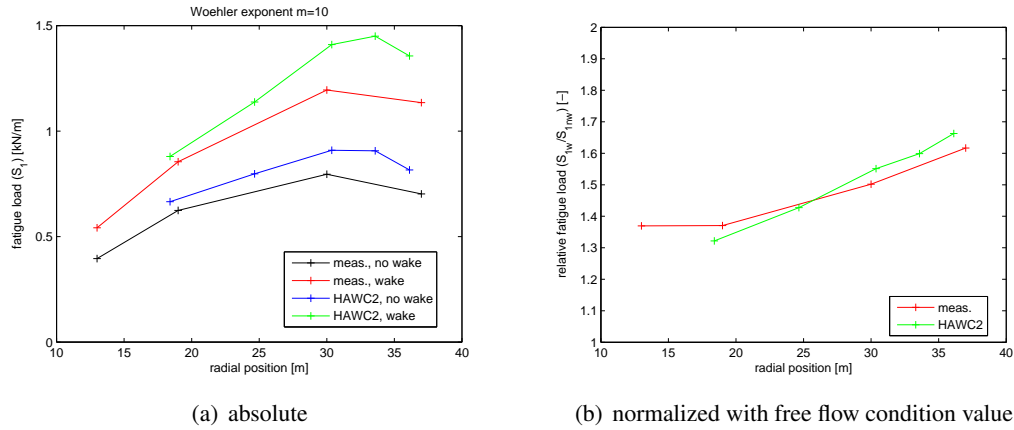 Woehler exponent m=10
1.5
1
0.5
0
10 15 20 25 30 35 40
fatigue load (S₁) [kN/m]
radial position [m]
meas., no wake
meas., wake
HAWC2, no wake
HAWC2, wake
(a) absolute
2
1.9
1.8
1.7
1.6
1.5
1.4
1.3
1.2
1.1
1
10 15 20 25 30 35 40
relative fatigue load (S₁w/S₁nw) [−]
radial position [m]
meas.
HAWC2
(b) normalized with free flow condition value